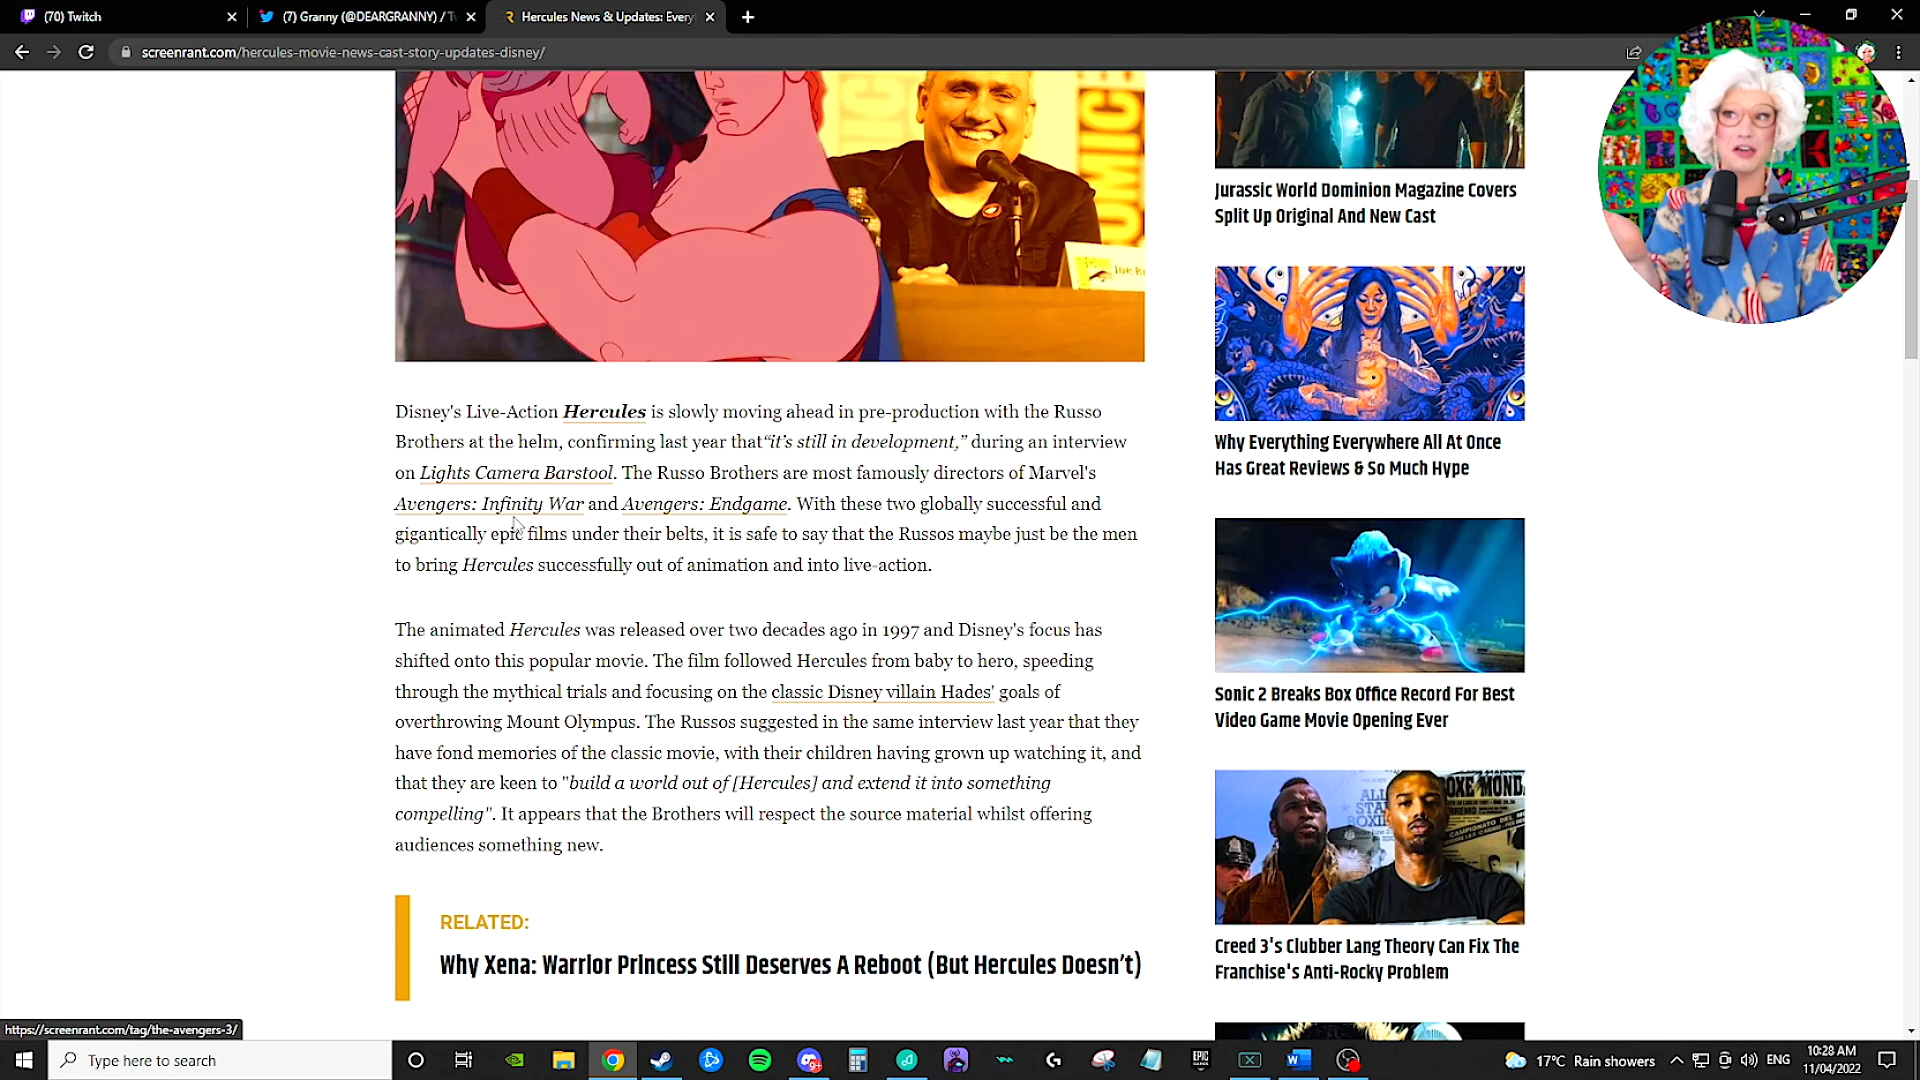 (70) Twitch
(7) Granny (@DEARGRANNY) / Tw
Hercules News & Updates: Every
screenrant.com/hercules-movie-news-cast-story-updates-disney/
Disney's Live-Action Hercules is slowly moving ahead in pre-production with the Russo
Brothers at the helm, confirming last year that“it’s still in development,” during an interview
on Lights Camera Barstool. The Russo Brothers are most famously directors of Marvel's
Avengers: Infinity War and Avengers: Endgame. With these two globally successful and
gigantically epic films under their belts, it is safe to say that the Russos maybe just be the men
to bring Hercules successfully out of animation and into live-action.
The animated Hercules was released over two decades ago in 1997 and Disney's focus has
shifted onto this popular movie. The film followed Hercules from baby to hero, speeding
through the mythical trials and focusing on the classic Disney villain Hades' goals of
overthrowing Mount Olympus. The Russos suggested in the same interview last year that they
have fond memories of the classic movie, with their children having grown up watching it, and
that they are keen to "build a world out of [Hercules] and extend it into something
compelling". It appears that the Brothers will respect the source material whilst offering
audiences something new.
RELATED:
Why Xena: Warrior Princess Still Deserves A Reboot (But Hercules Doesn’t)
Jurassic World Dominion Magazine Covers
Split Up Original And New Cast
Why Everything Everywhere All At Once
Has Great Reviews & So Much Hype
Sonic 2 Breaks Box Office Record For Best
Video Game Movie Opening Ever
Creed 3's Clubber Lang Theory Can Fix The
Franchise's Anti-Rocky Problem
https://screenrant.com/tag/the-avengers-3/
Type here to search
17°C Rain showers
ENG
10:28 AM
11/04/2022